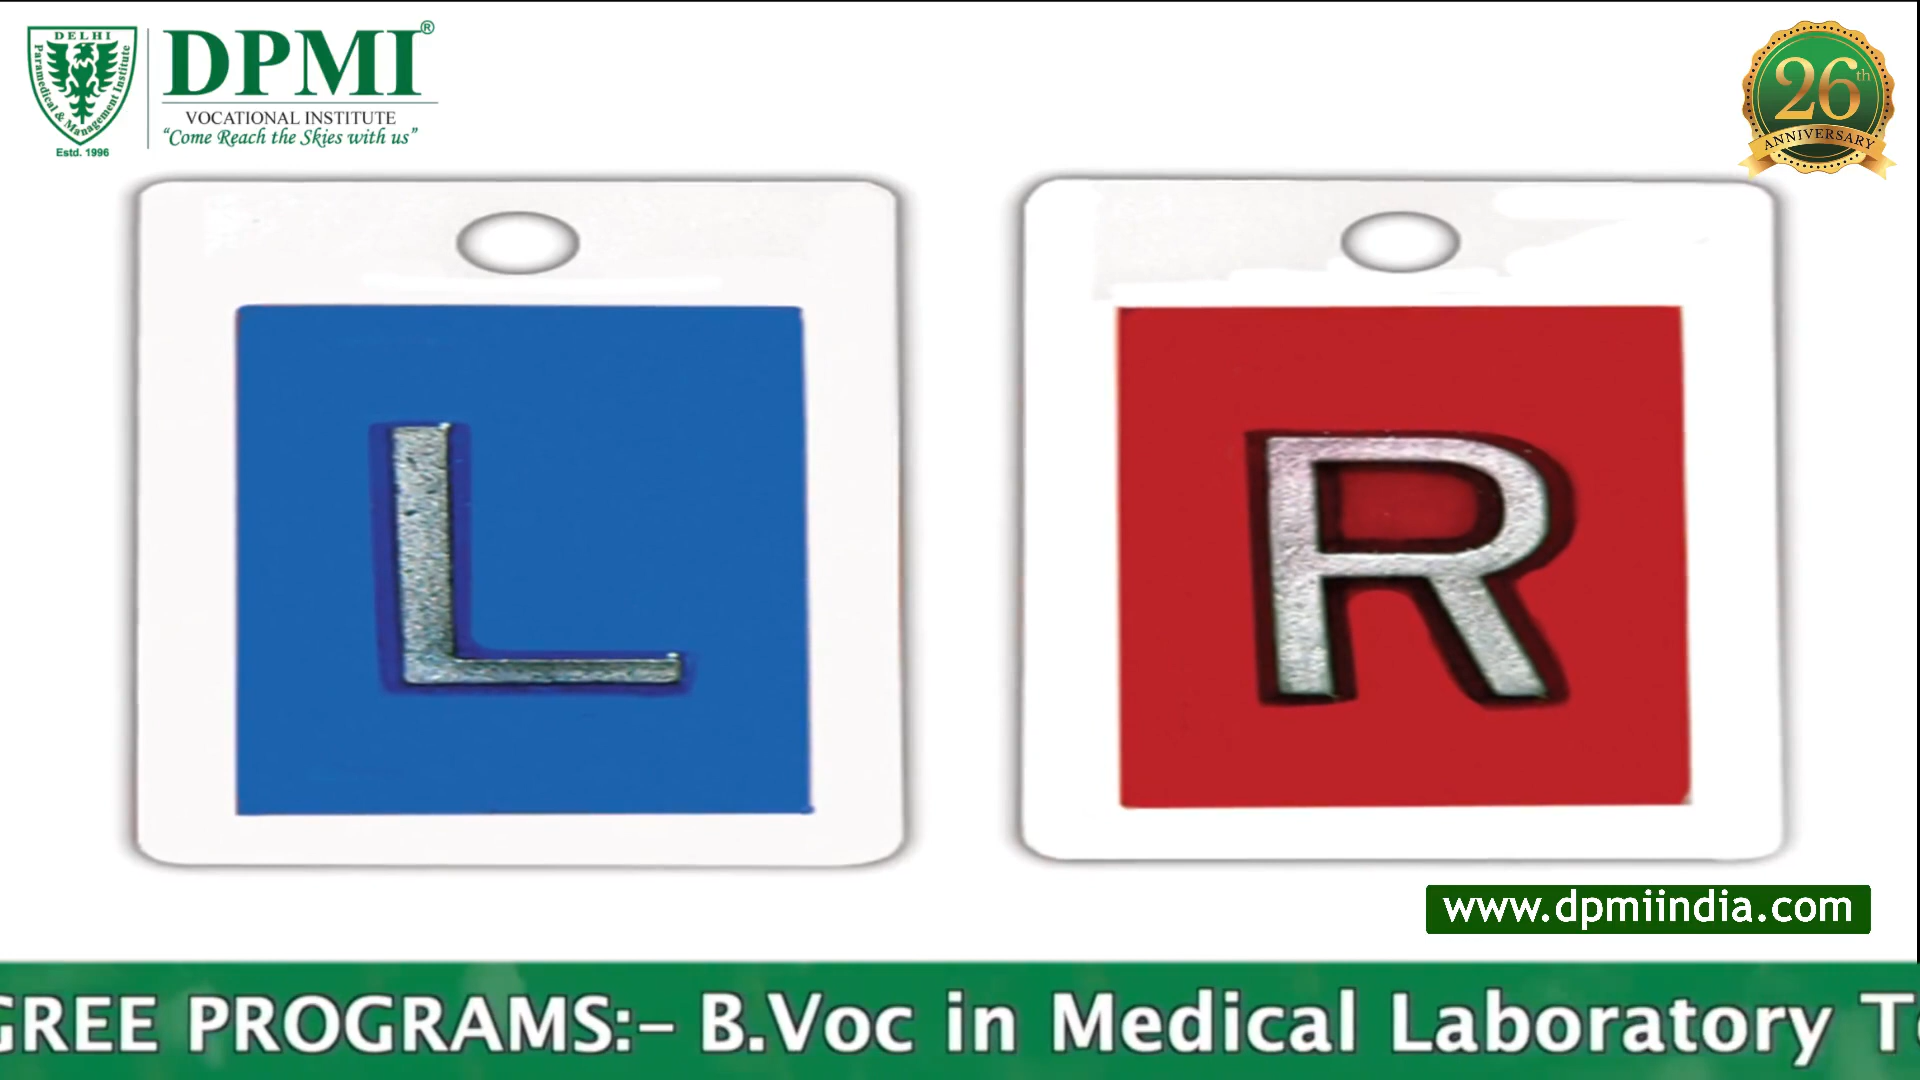 DELHI
Paramedical & Management Institute
Estd. 1996
DPMI®
VOCATIONAL INSTITUTE
“Come Reach the Skies with us”
26th
ANNIVERSARY
L
R
www.dpmiindia.com
GREE PROGRAMS:– B.Voc in Medical Laboratory T